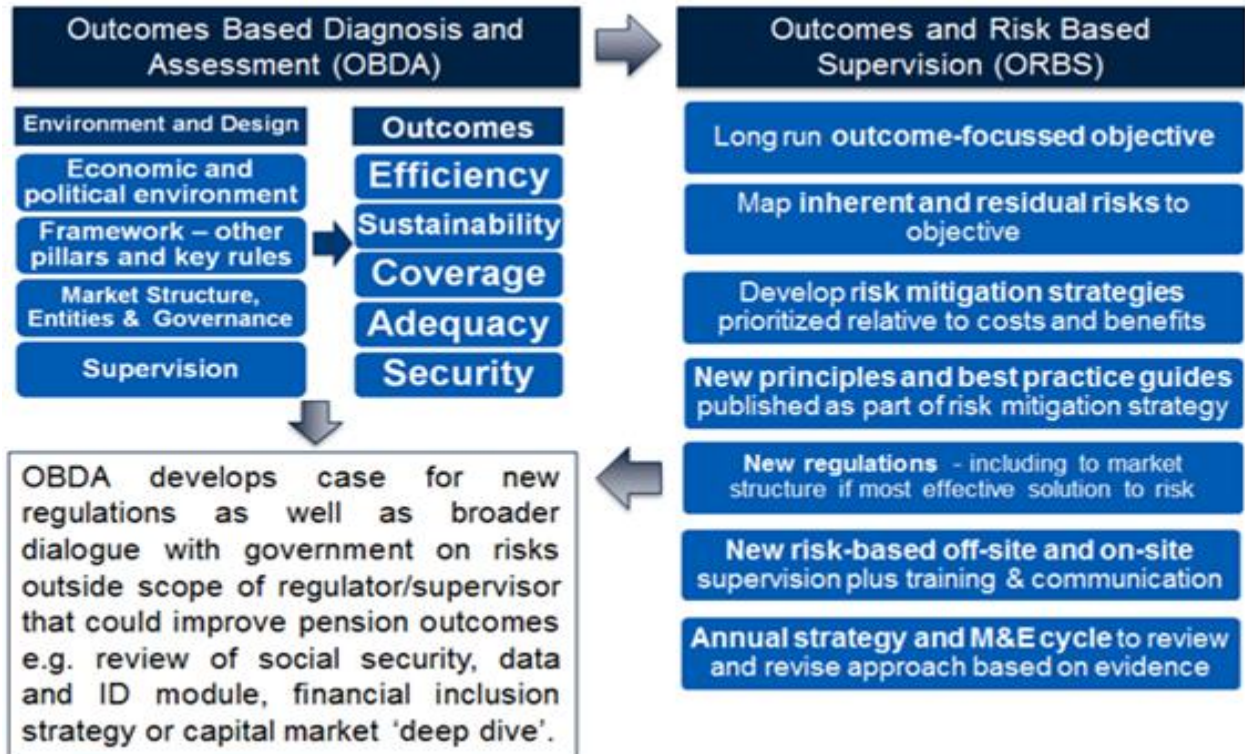 Outcomes Based Diagnosis and
Assessment (OBDA)
Environment and Design
Economic and
political environment
Framework – other
pillars and key rules
Market Structure,
Entities & Governance
Supervision
Outcomes
Efficiency
Sustainability
Coverage
Adequacy
Security
OBDA develops case for new
regulations as well as broader
dialogue with government on risks
outside scope of regulator/supervisor
that could improve pension outcomes
e.g. review of social security, data
and ID module, financial inclusion
strategy or capital market ‘deep dive’.
Outcomes and Risk Based
Supervision (ORBS)
Long run outcome-focussed objective
Map inherent and residual risks to
objective
Develop risk mitigation strategies
prioritized relative to costs and benefits
New principles and best practice guides
published as part of risk mitigation strategy
New regulations - including to market
structure if most effective solution to risk
New risk-based off-site and on-site
supervision plus training & communication
Annual strategy and M&E cycle to review
and revise approach based on evidence